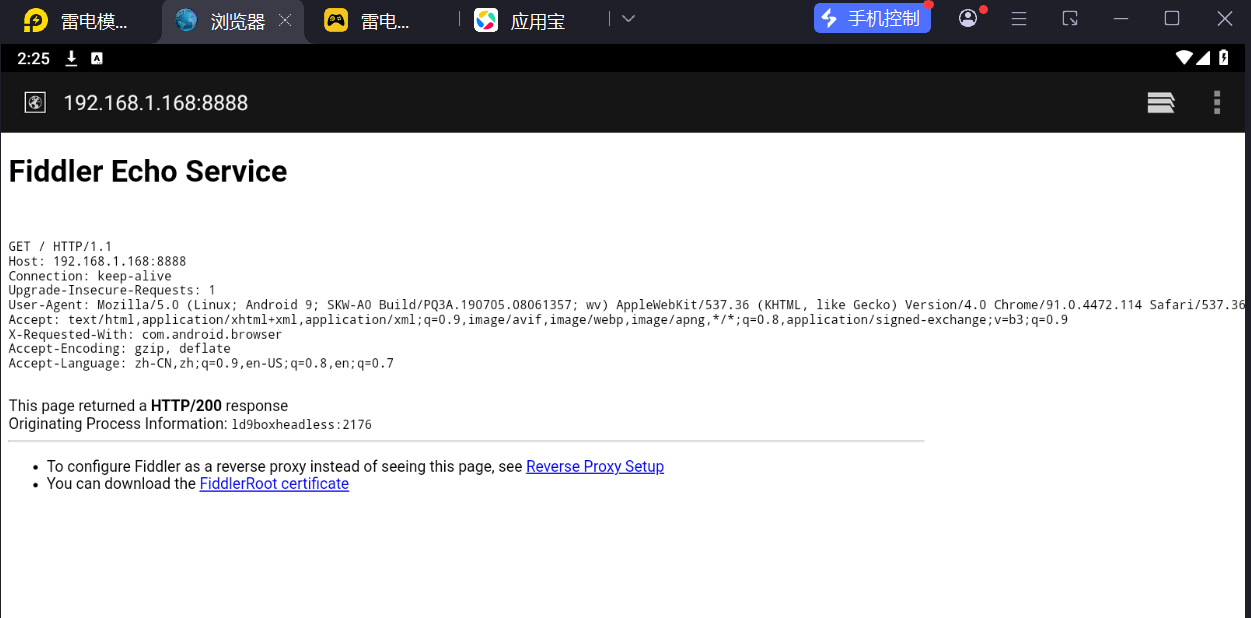 雷电模... 浏览器 雷电... 应用宝 手机控制
2:25
192.168.1.168:8888
Fiddler Echo Service
GET / HTTP/1.1
Host: 192.168.1.168:8888
Connection: keep-alive
Upgrade-Insecure-Requests: 1
User-Agent: Mozilla/5.0 (Linux; Android 9; SKW-A0 Build/PQ3A.190705.08061357; wv) AppleWebKit/537.36 (KHTML, like Gecko) Version/4.0 Chrome/91.0.4472.114 Safari/537.36
Accept: text/html,application/xhtml+xml,application/xml;q=0.9,image/avif,image/webp,image/apng,*/*;q=0.8,application/signed-exchange;v=b3;q=0.9
X-Requested-With: com.android.browser
Accept-Encoding: gzip, deflate
Accept-Language: zh-CN,zh;q=0.9,en-US;q=0.8,en;q=0.7
This page returned a HTTP/200 response
Originating Process Information: ld9boxheadless:2176
• To configure Fiddler as a reverse proxy instead of seeing this page, see Reverse Proxy Setup
• You can download the FiddlerRoot certificate